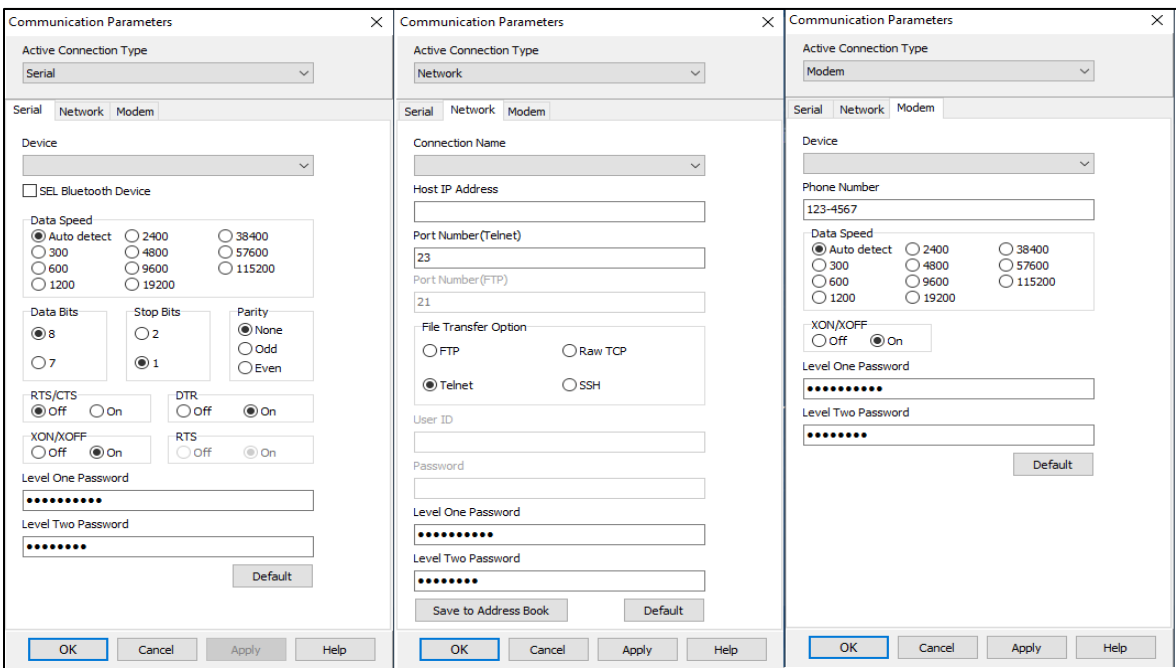 Communication Parameters
Active Connection Type
Serial
Serial Network Modem
Device
SEL Bluetooth Device
Data Speed
Auto detect 2400 38400
300 4800 57600
600 9600 115200
1200 19200
Data Bits Stop Bits Parity
8 2 None
Odd
7 1 Even
RTS/CTS DTR
Off On Off On
XON/XOFF RTS
Off On Off On
Level One Password
••••••••••
Level Two Password
••••••••
Default
OK Cancel Apply Help
Communication Parameters
Active Connection Type
Network
Serial Network Modem
Connection Name
Host IP Address
Port Number(Telnet)
23
Port Number(FTP)
21
File Transfer Option
FTP Raw TCP
Telnet SSH
User ID
Password
Level One Password
••••••••••
Level Two Password
••••••••
Save to Address Book Default
OK Cancel Apply Help
Communication Parameters
Active Connection Type
Modem
Serial Network Modem
Device
Phone Number
123-4567
Data Speed
Auto detect 2400 38400
300 4800 57600
600 9600 115200
1200 19200
XON/XOFF
Off On
Level One Password
••••••••••
Level Two Password
••••••••
Default
OK Cancel Apply Help